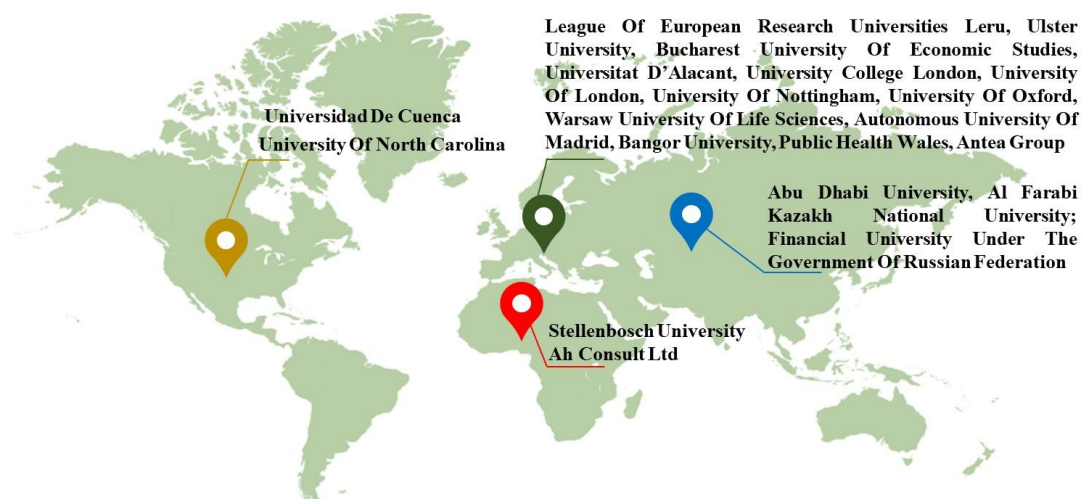 League Of European Research Universities Leru, Ulster
University, Bucharest University Of Economic Studies,
Universitat D’Alacant, University College London, University
Of London, University Of Nottingham, University Of Oxford,
Warsaw University Of Life Sciences, Autonomous University Of
Madrid, Bangor University, Public Health Wales, Antea Group
Universidad De Cuenca
University Of North Carolina
Abu Dhabi University, Al Farabi
Kazakh National University;
Financial University Under The
Government Of Russian Federation
Stellenbosch University
Ah Consult Ltd